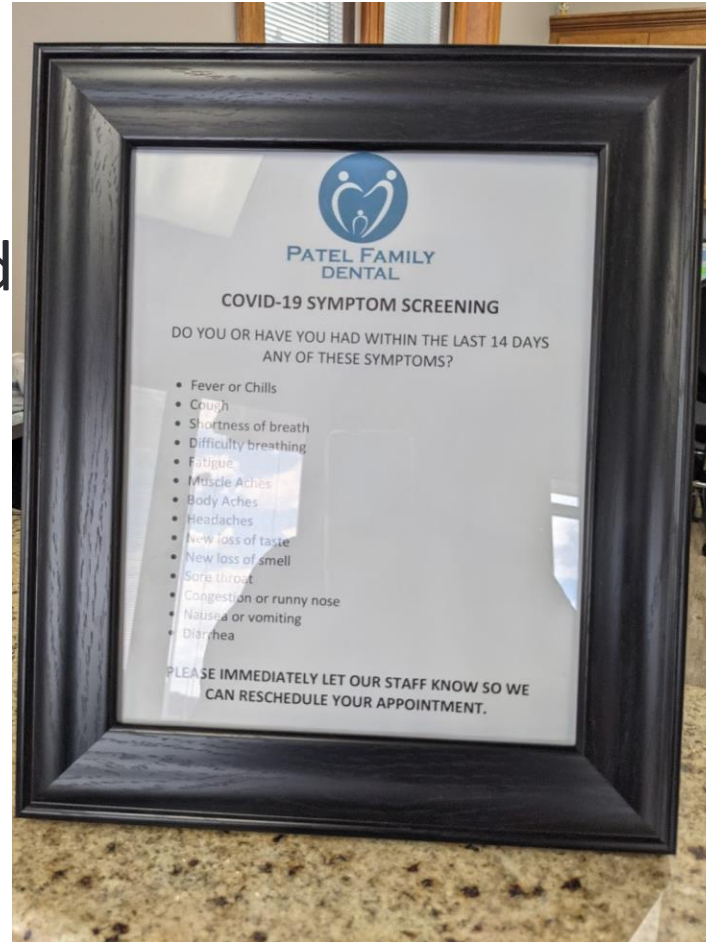 d
PATEL FAMILY
DENTAL
COVID-19 SYMPTOM SCREENING
DO YOU OR HAVE YOU HAD WITHIN THE LAST 14 DAYS
ANY OF THESE SYMPTOMS?
• Fever or Chills
• Cough
• Shortness of breath
• Difficulty breathing
• Fatigue
• Muscle Aches
• Body Aches
• Headaches
• New loss of taste
• New loss of smell
• Sore throat
• Congestion or runny nose
• Nausea or vomiting
• Diarrhea
PLEASE IMMEDIATELY LET OUR STAFF KNOW SO WE
CAN RESCHEDULE YOUR APPOINTMENT.